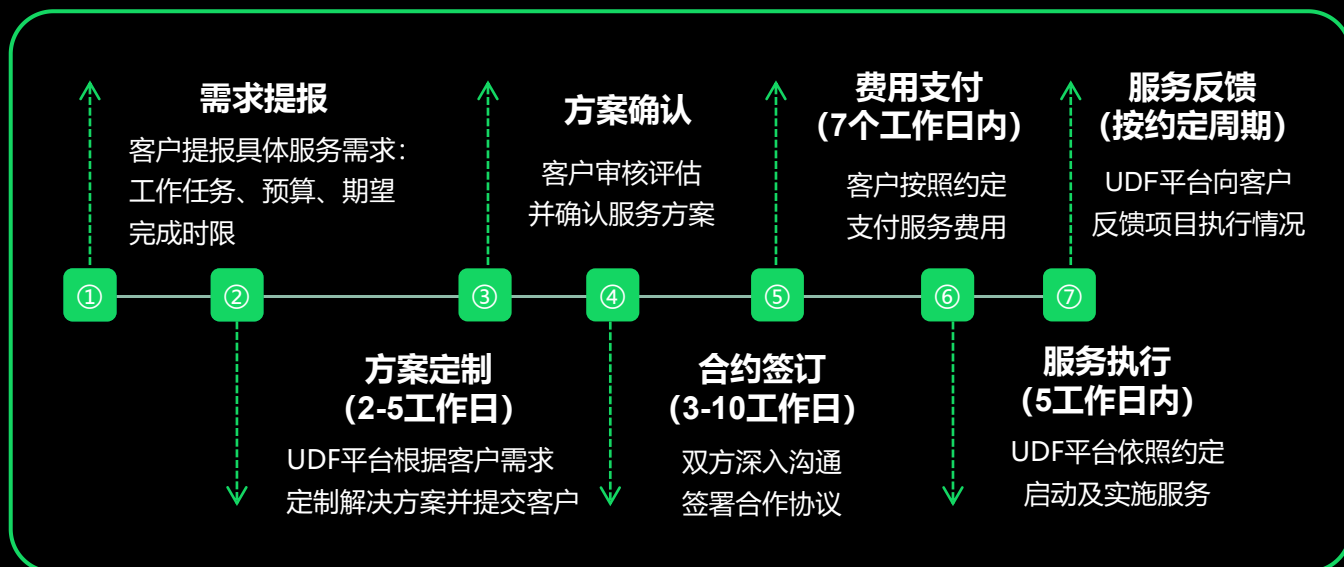 需求提报
客户提报具体服务需求：
工作任务、预算、期望
完成时限
方案确认
客户审核评估
并确认服务方案
费用支付
（7个工作日内）
客户按照约定
支付服务费用
服务反馈
（按约定周期）
UDF平台向客户
反馈项目执行情况
① ② ③ ④ ⑤ ⑥ ⑦
方案定制
（2-5工作日）
UDF平台根据客户需求
定制解决方案并提交客户
合约签订
（3-10工作日）
双方深入沟通
签署合作协议
服务执行
（5工作日内）
UDF平台依照约定
启动及实施服务